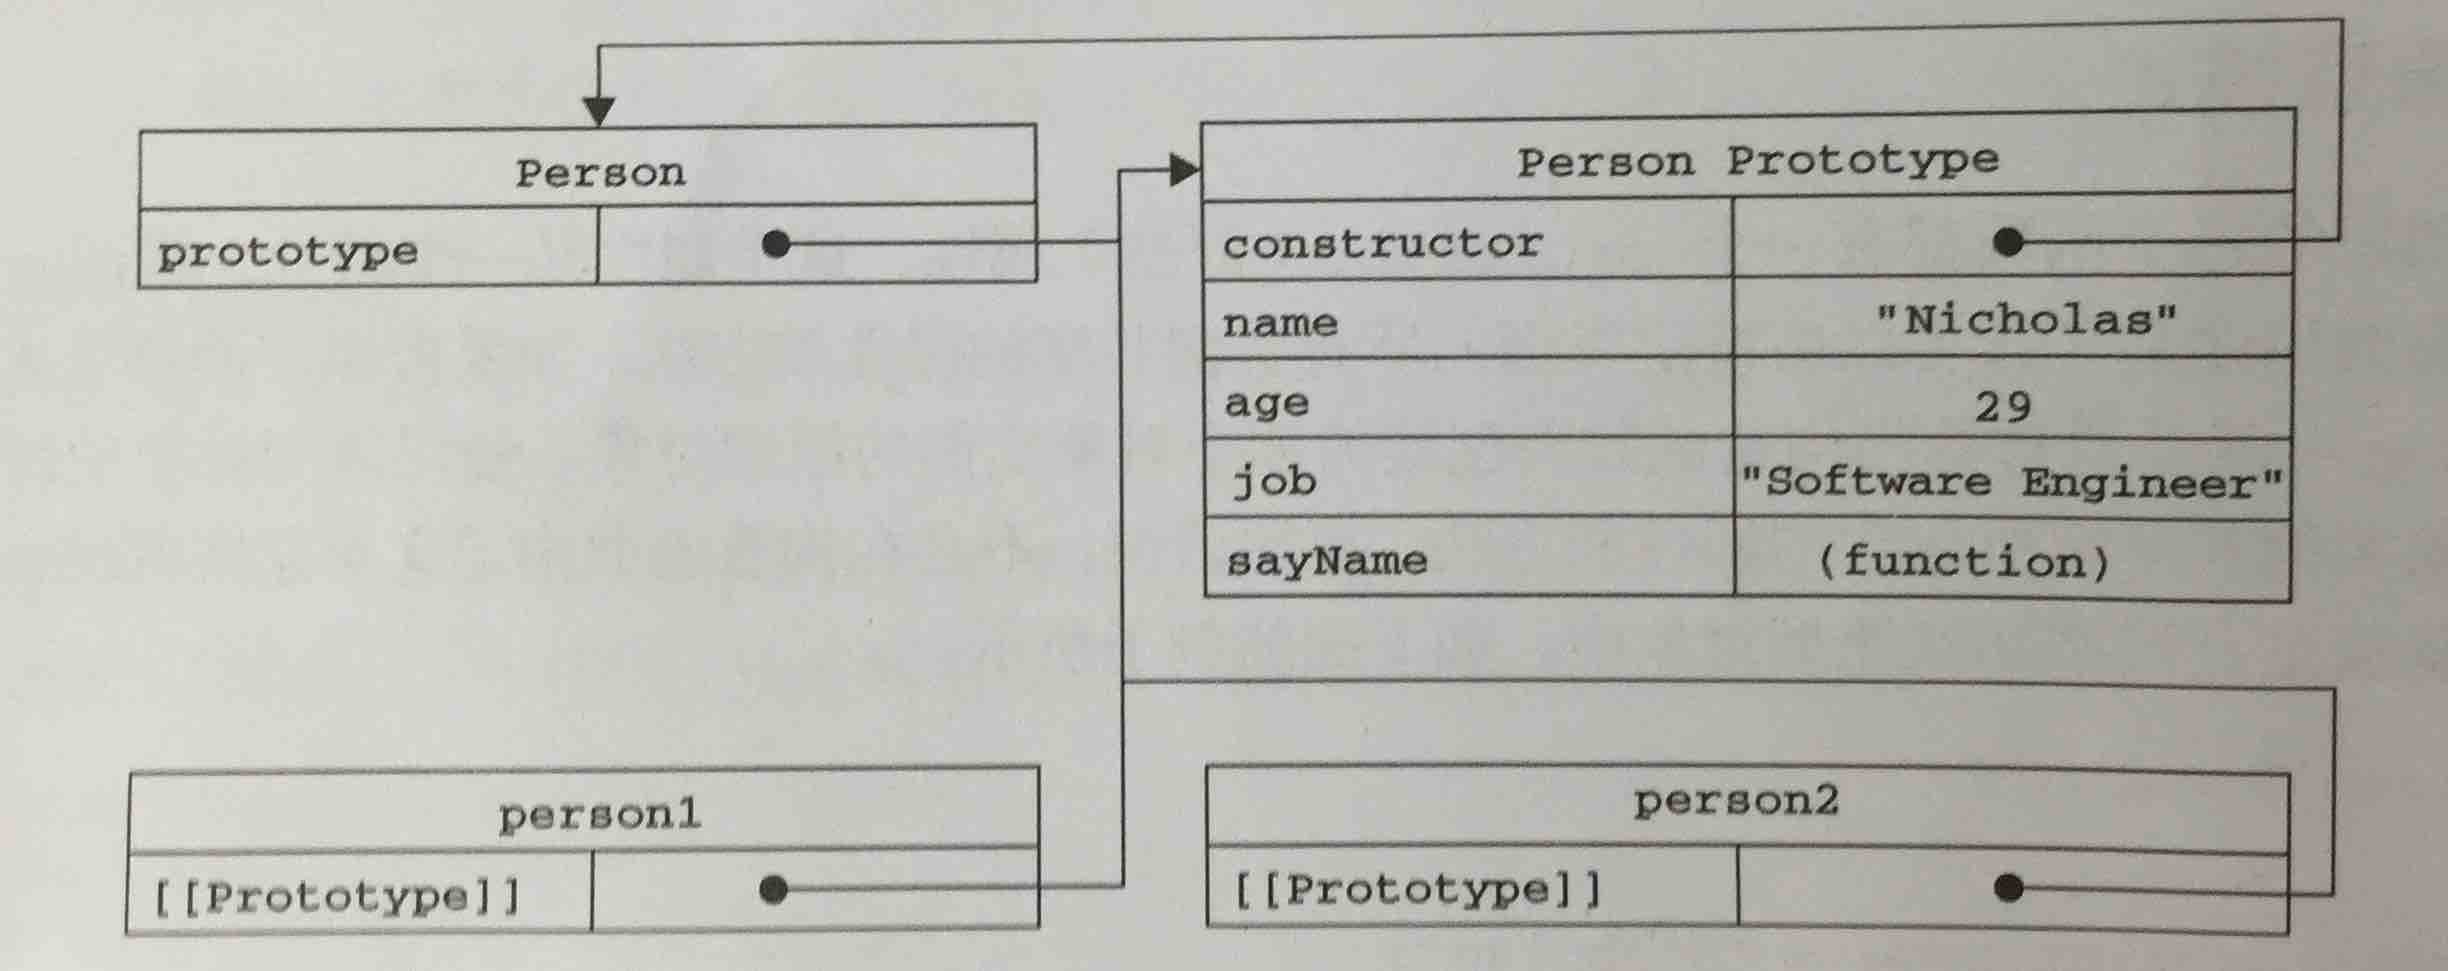 Person
prototype
Person Prototype
constructor
name "Nicholas"
age 29
job "Software Engineer"
sayName (function)
person1
[[Prototype]]
person2
[[Prototype]]